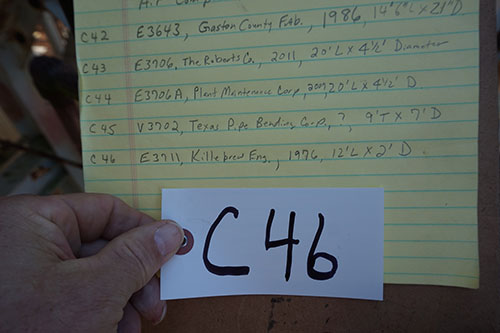 C42 E3643, Gaston County Fab., 1986, 14'6"L x 21" D
C43 E3706, The Roberts Co., 2011, 20'L x 4½' Diameter
C44 E3706A, Plant Maintenance Corp, 2007, 20'L x 4½' D.
C45 V3702, Texas Pipe Bending Corp., ?, 9'T x 7' D
C46 E3711, Killebrew Eng., 1976, 12'L x 2' D.
C46